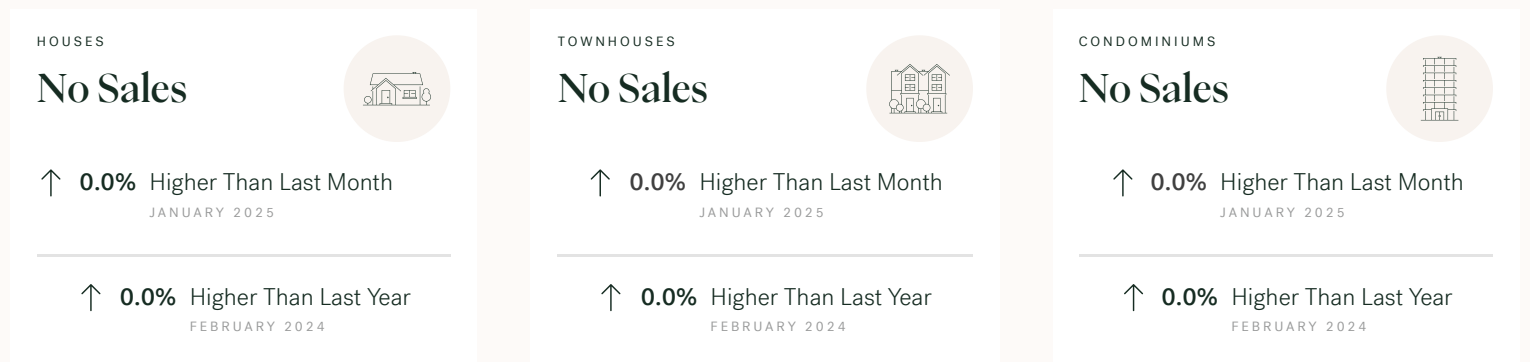 HOUSES
No Sales
↑ 0.0% Higher Than Last Month
JANUARY 2025
↑ 0.0% Higher Than Last Year
FEBRUARY 2024
TOWNHOUSES
No Sales
↑ 0.0% Higher Than Last Month
JANUARY 2025
↑ 0.0% Higher Than Last Year
FEBRUARY 2024
CONDOMINIUMS
No Sales
↑ 0.0% Higher Than Last Month
JANUARY 2025
↑ 0.0% Higher Than Last Year
FEBRUARY 2024